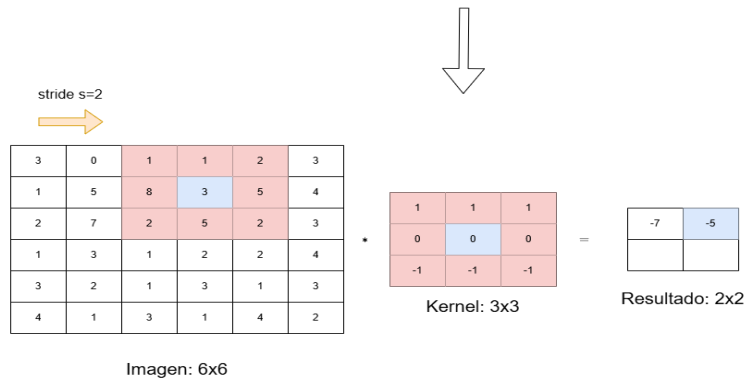 stride s=2
3 0 1 1 2 3
1 5 8 3 5 4
2 7 2 5 2 3
1 3 1 2 2 4
3 2 1 3 1 3
4 1 3 1 4 2
Imagen: 6x6
*
1 1 1
0 0 0
-1 -1 -1
Kernel: 3x3
=
-7 -5
Resultado: 2x2